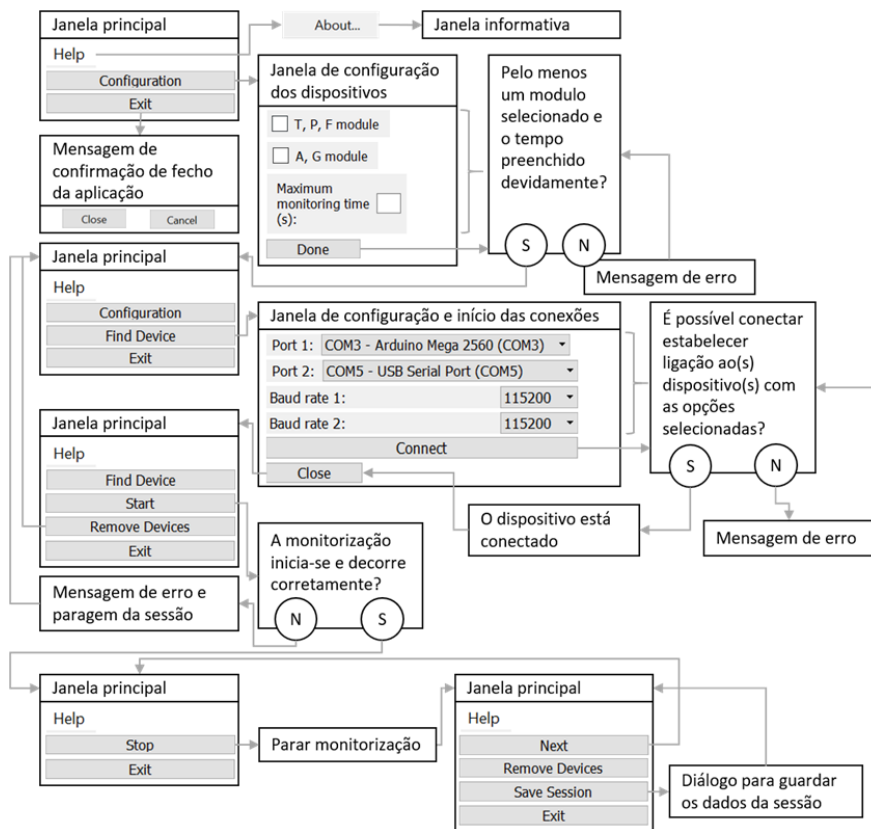 Janela principal
Help
Configuration
Exit
About...
Janela informativa
Janela de configuração
dos dispositivos
T, P, F module
A, G module
Maximum
monitoring time
(s):
Done
Pelo menos
um modulo
selecionado e
o tempo
preenchido
devidamente?
S
N
Mensagem de erro
Mensagem de
confirmação de fecho
da aplicação
Close
Cancel
Janela principal
Help
Configuration
Find Device
Exit
Janela de configuração e início das conexões
Port 1: COM3 - Arduino Mega 2560 (COM3)
Port 2: COM5 - USB Serial Port (COM5)
Baud rate 1: 115200
Baud rate 2: 115200
Connect
Close
É possível conectar
estabelecer
ligação ao(s)
dispositivo(s) com
as opções
selecionadas?
S
N
O dispositivo está
conectado
Mensagem de erro
Janela principal
Help
Find Device
Start
Remove Devices
Exit
A monitorização
inicia-se e decorre
corretamente?
N
S
Mensagem de erro e
paragem da sessão
Janela principal
Help
Stop
Exit
Parar monitorização
Janela principal
Help
Next
Remove Devices
Save Session
Exit
Diálogo para guardar
os dados da sessão